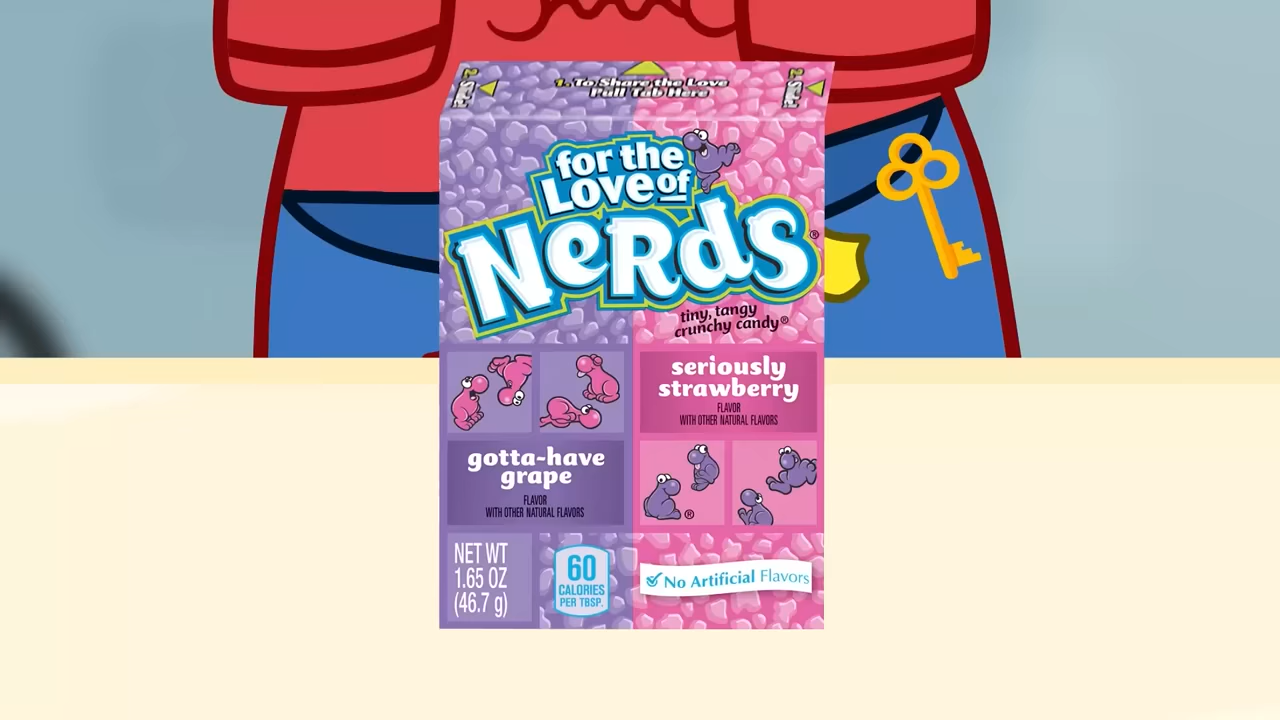 1. To Share the Love
Pull Tab Here
for the
Love of
NeRdS®
tiny, tangy
crunchy candy®
seriously
strawberry
FLAVOR
WITH OTHER NATURAL FLAVORS
gotta-have
grape
FLAVOR
WITH OTHER NATURAL FLAVORS
®
NET WT
1.65 OZ
(46.7 g)
60
CALORIES
PER TBSP.
No Artificial Flavors